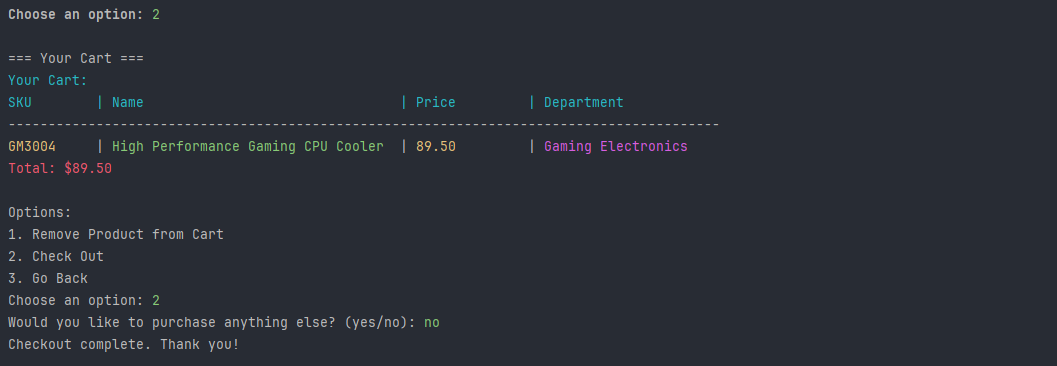 Choose an option: 2
=== Your Cart ===
Your Cart:
SKU        | Name                                | Price         | Department
-----------------------------------------------------------------------------------------
GM3004     | High Performance Gaming CPU Cooler  | 89.50         | Gaming Electronics
Total: $89.50
Options:
1. Remove Product from Cart
2. Check Out
3. Go Back
Choose an option: 2
Would you like to purchase anything else? (yes/no): no
Checkout complete. Thank you!